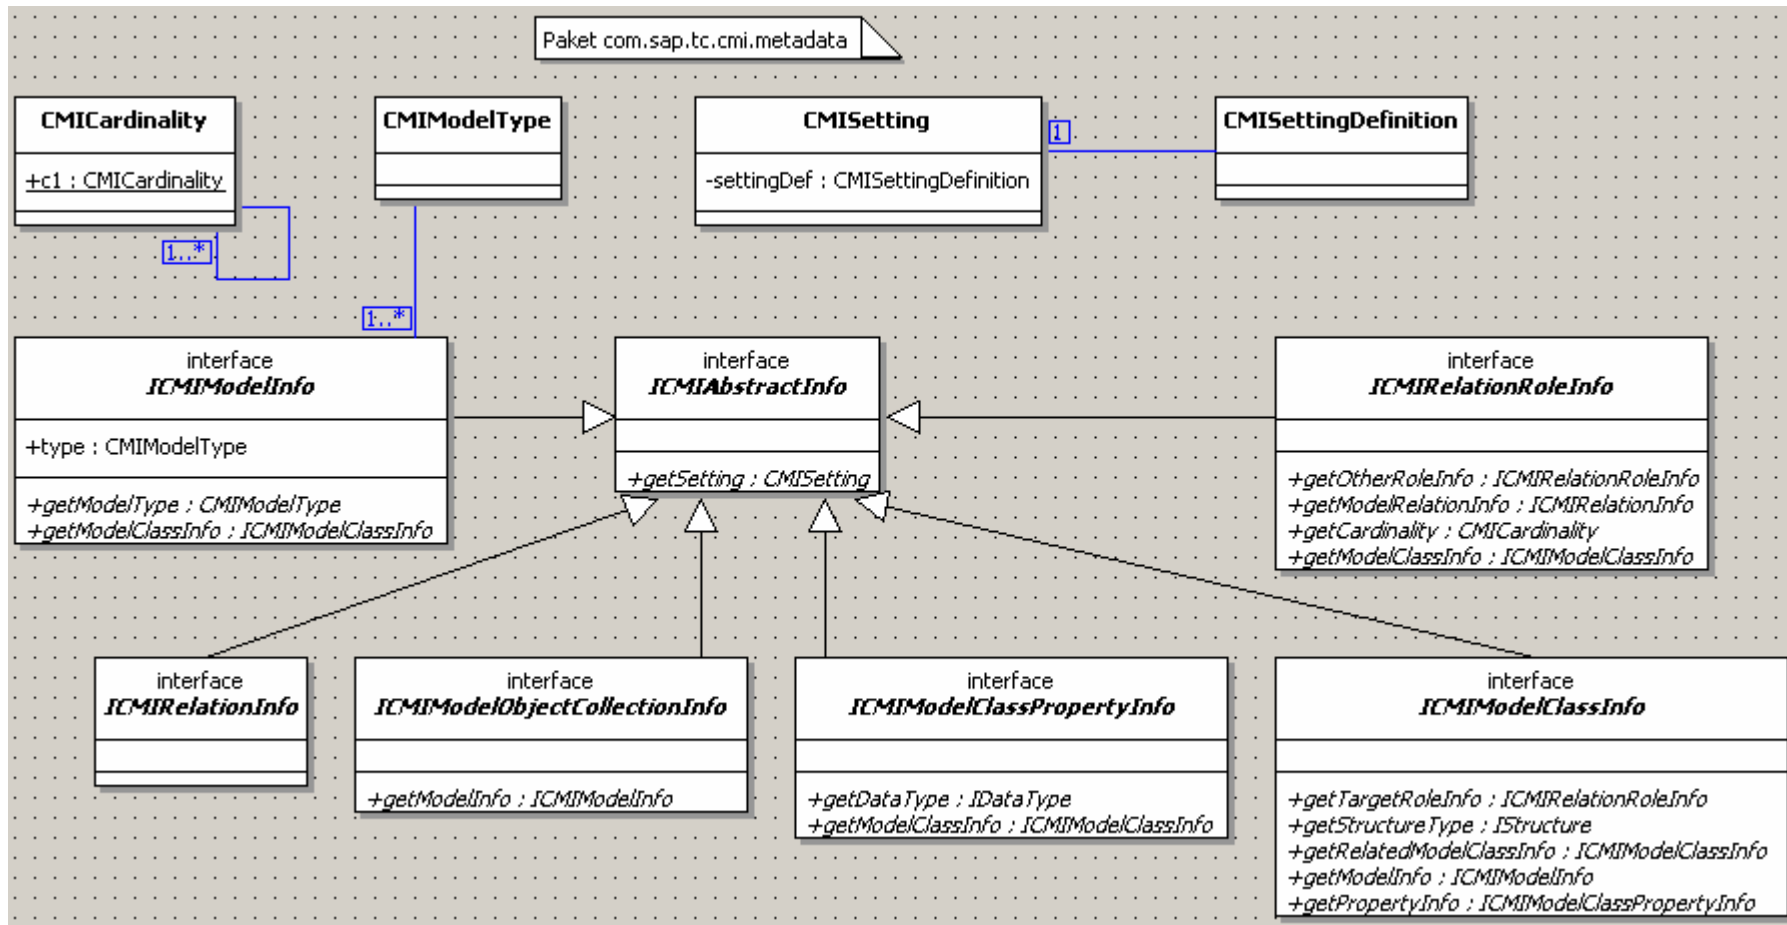 Paket com.sap.tc.cmi.metadata
CMICardinality
+c1 : CMICardinality
1..*
CMIModelType
1..*
CMISetting
-settingDef : CMISettingDefinition
1
CMISettingDefinition
interface
ICMIModelInfo
+type : CMIModelType
+getModelType : CMIModelType
+getModelClassInfo : ICMIModelClassInfo
interface
ICMIAbstractInfo
+getSetting : CMISetting
interface
ICMIRelationRoleInfo
+getOtherRoleInfo : ICMIRelationRoleInfo
+getModelRelationInfo : ICMIRelationInfo
+getCardinality : CMICardinality
+getModelClassInfo : ICMIModelClassInfo
interface
ICMIRelationInfo
interface
ICMIModelObjectCollectionInfo
+getModelInfo : ICMIModelInfo
interface
ICMIModelClassPropertyInfo
+getDataType : IDataType
+getModelClassInfo : ICMIModelClassInfo
interface
ICMIModelClassInfo
+getTargetRoleInfo : ICMIRelationRoleInfo
+getStructureType : IStructure
+getRelatedModelClassInfo : ICMIModelClassInfo
+getModelInfo : ICMIModelInfo
+getPropertyInfo : ICMIModelClassPropertyInfo